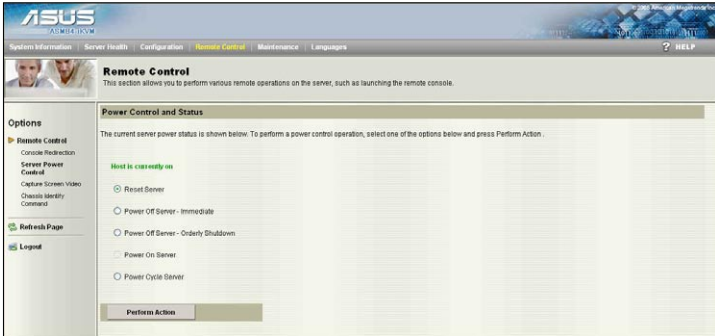 ASUS
ASMB4-iKVM
© 2008 American Megatrends Inc
System Information | Server Health | Configuration | Remote Control | Maintenance | Languages
? HELP
Remote Control
This section allows you to perform various remote operations on the server, such as launching the remote console.
Options
Remote Control
Console Redirection
Server Power
Control
Capture Screen Video
Chassis Identify
Command
Refresh Page
Logout
Power Control and Status
The current server power status is shown below. To perform a power control operation, select one of the options below and press Perform Action .
Host is currently on
Reset Server
Power Off Server - Immediate
Power Off Server - Orderly Shutdown
Power On Server
Power Cycle Server
Perform Action